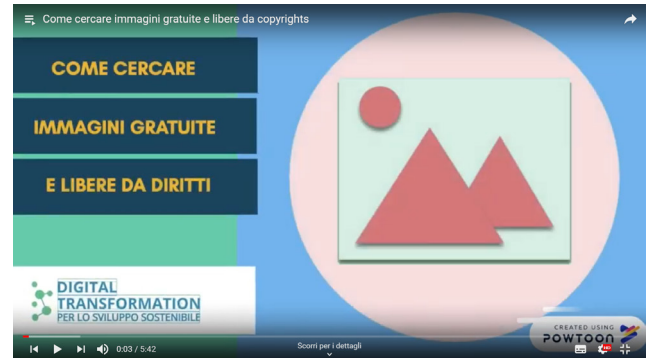 Come cercare immagini gratuite e libere da copyrights
COME CERCARE
IMMAGINI GRATUITE
E LIBERE DA DIRITTI
DIGITAL
TRANSFORMATION
PER LO SVILUPPO SOSTENIBILE
CREATED USING
POWTOON
0:03 / 5:42
Scorri per i dettagli